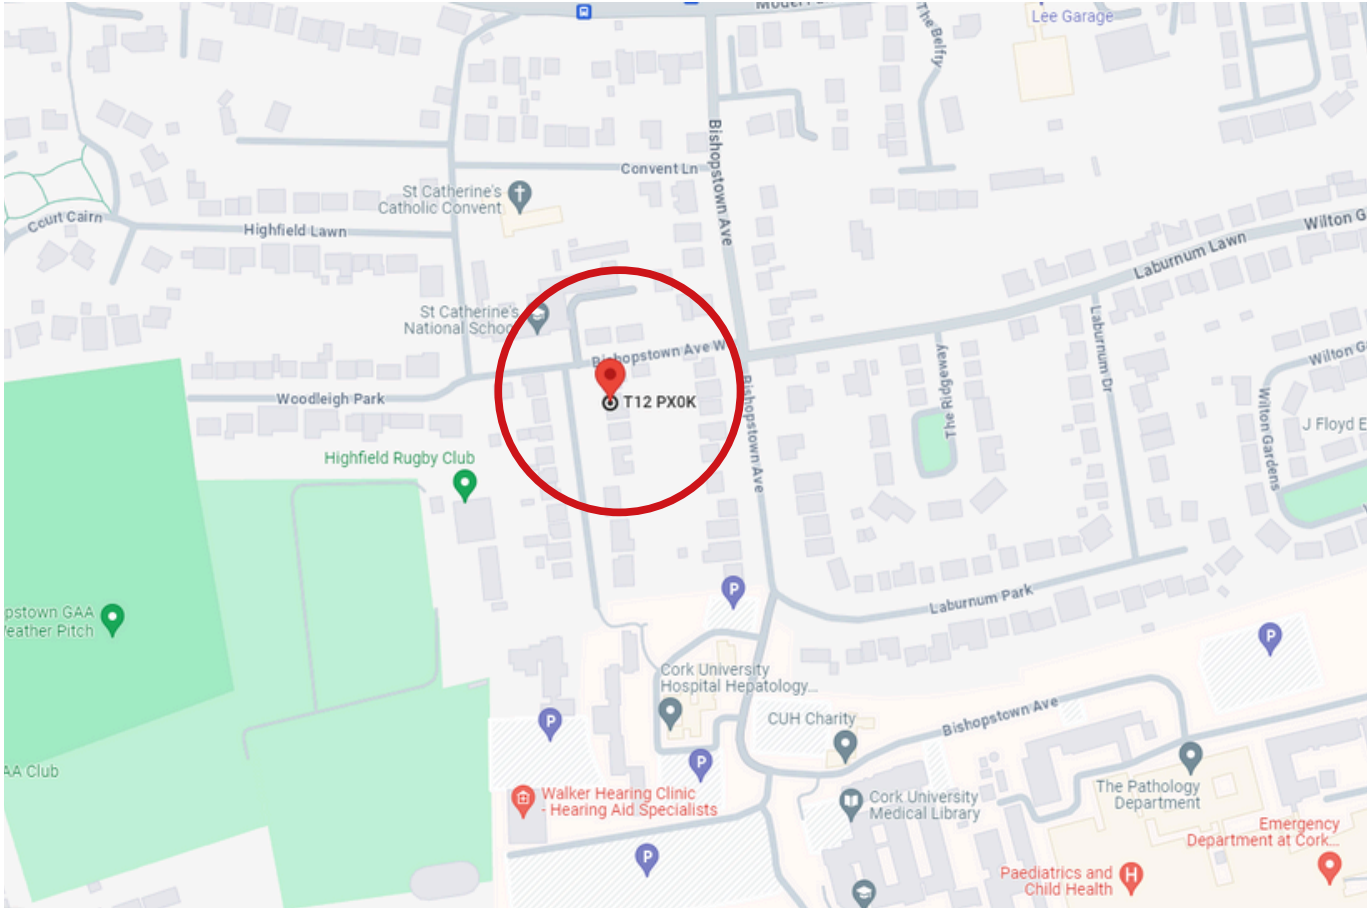 Lee Garage
The Belfry
Bishopstown Ave
Convent Ln
St Catherine's
Catholic Convent
Court Cairn
Highfield Lawn
Wilton G
Laburnum Lawn
St Catherine's
National School
Bishopstown Ave W
Laburnum Dr
The Ridgeway
Wilton G
Woodleigh Park
T12 PX0K
Bishopstown Ave
Wilton Gardens
J Floyd E
Highfield Rugby Club
P
Laburnum Park
pstown GAA
Weather Pitch
P
Cork University
Hospital Hepatology...
CUH Charity
Bishopstown Ave
P
P
AA Club
Walker Hearing Clinic
- Hearing Aid Specialists
Cork University
Medical Library
The Pathology
Department
P
Emergency
Department at Cork...
Paediatrics and
Child Health
H